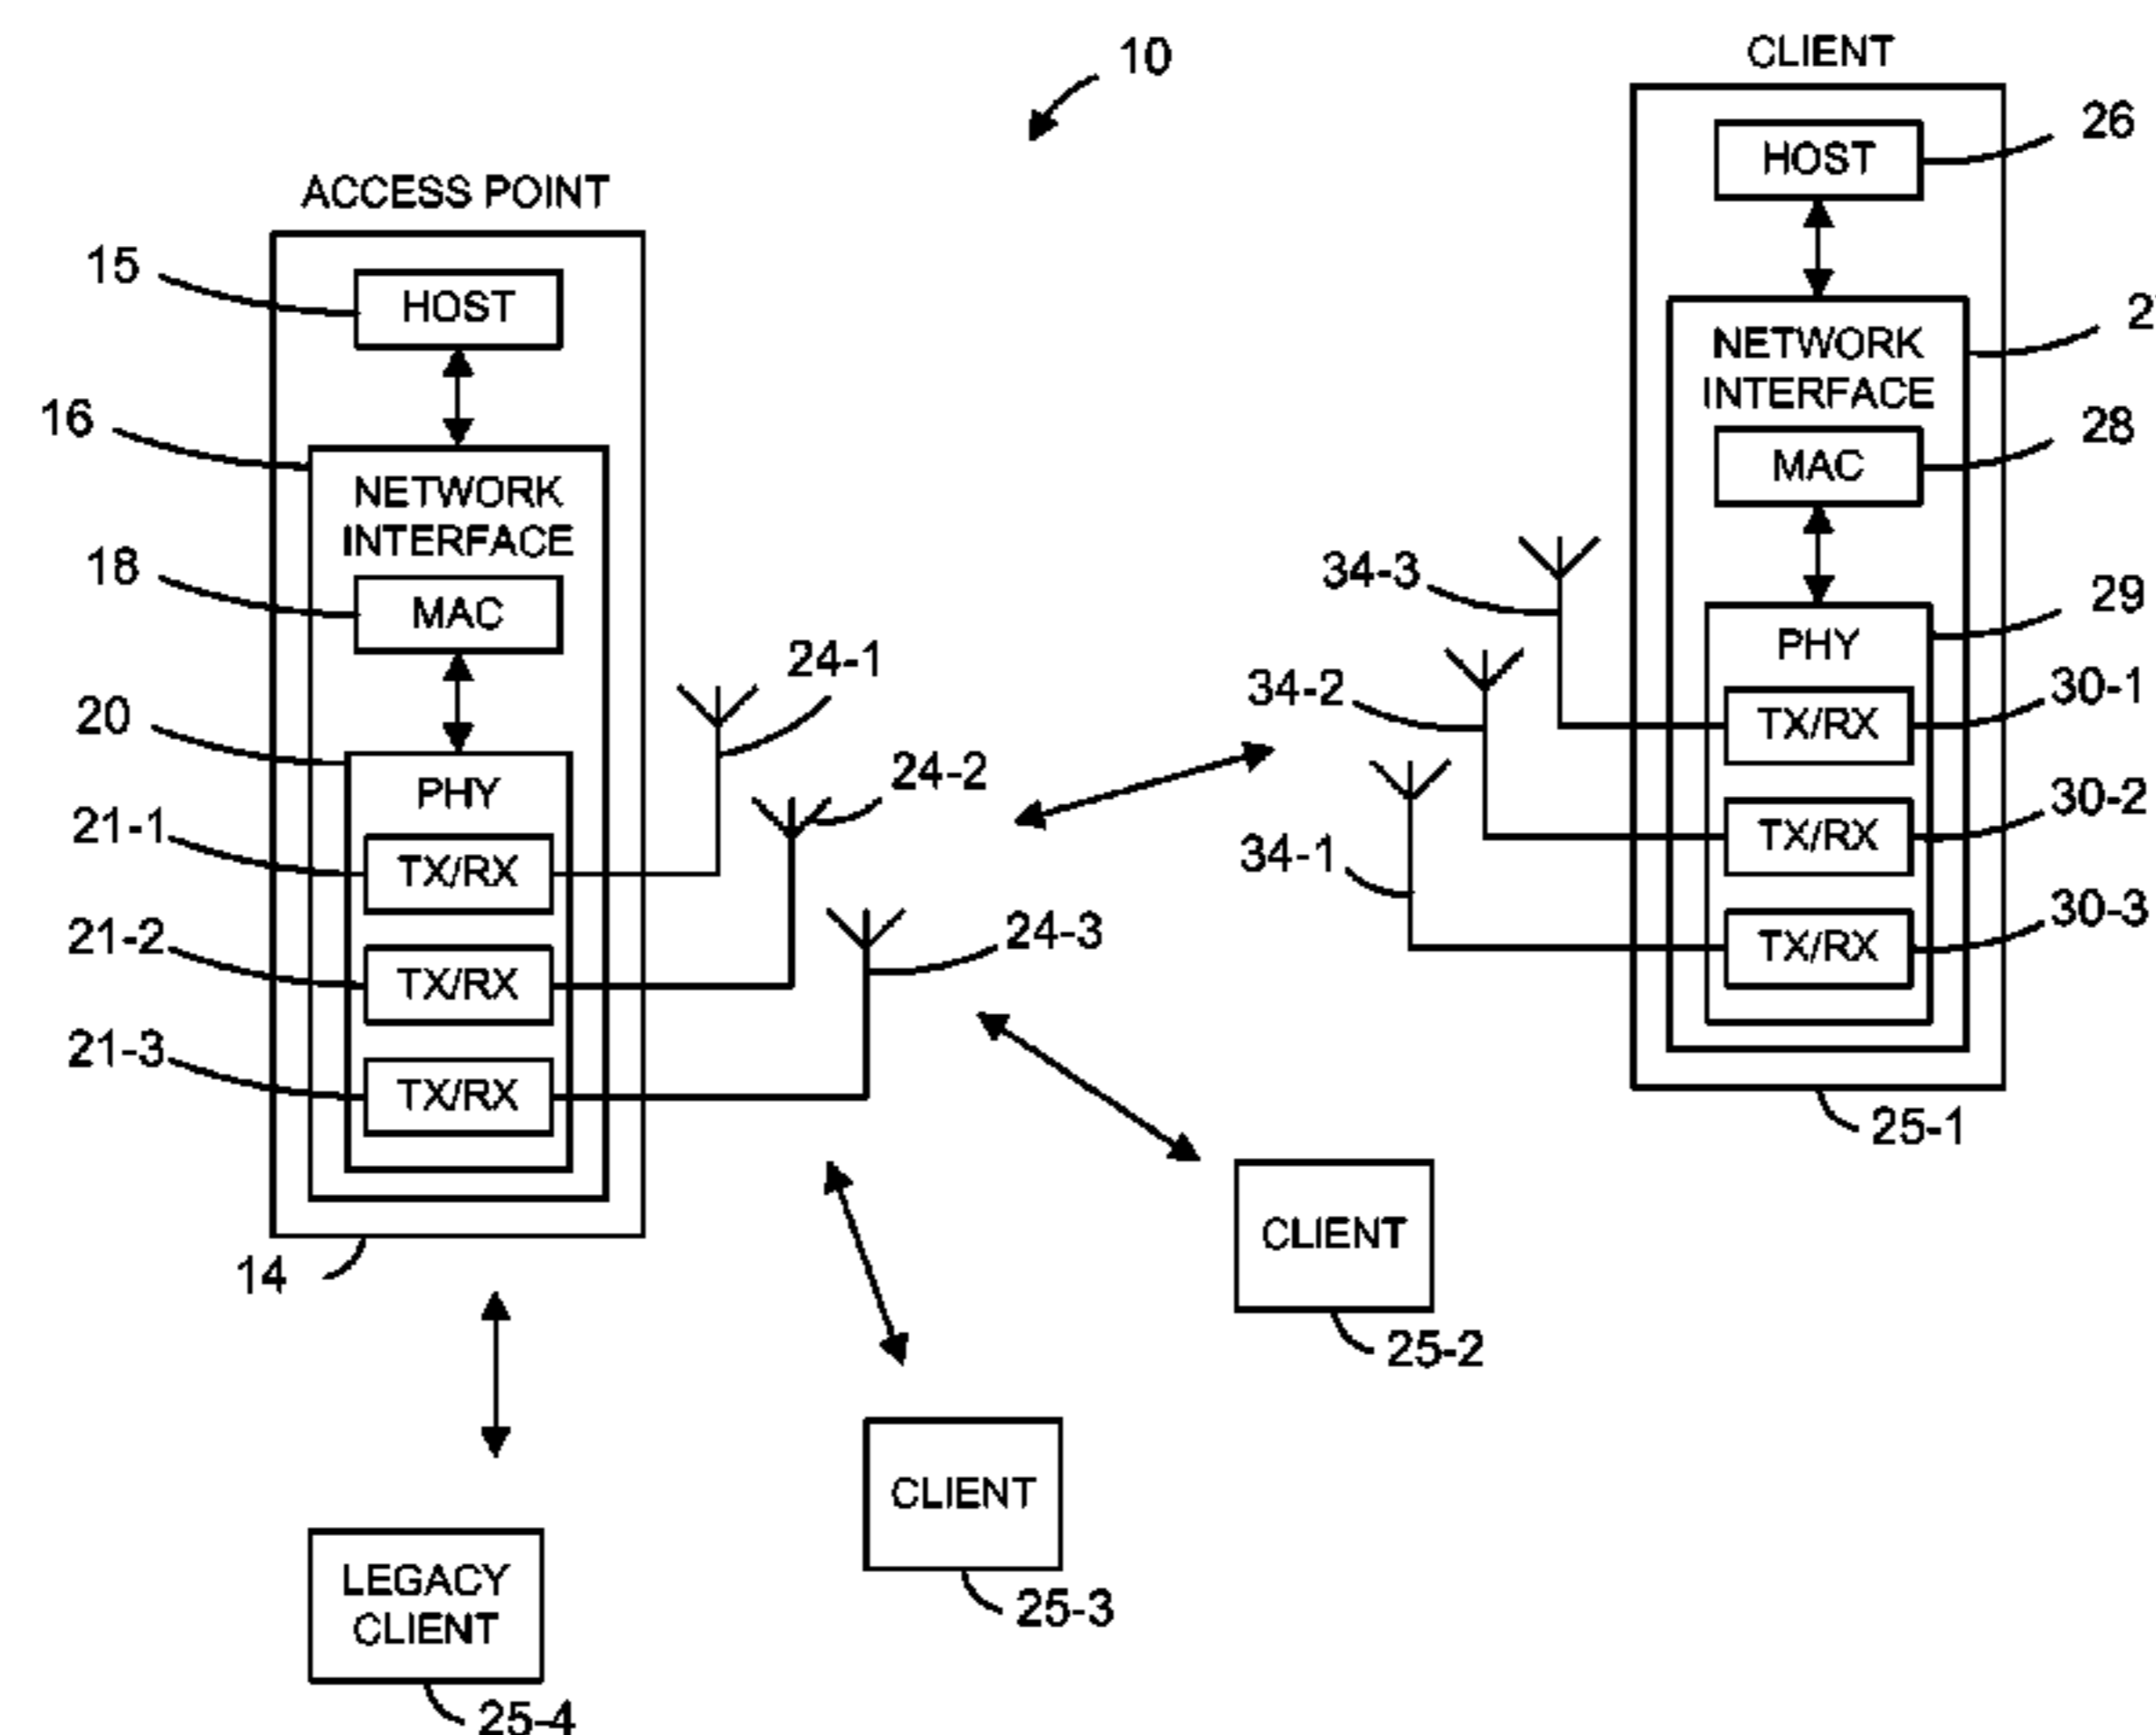 10
ACCESS POINT
15
HOST
16
NETWORK
INTERFACE
18
MAC
20
PHY
21-1
TX/RX
21-2
TX/RX
21-3
TX/RX
14
24-1
24-2
24-3
CLIENT
26
HOST
2
NETWORK
INTERFACE
28
MAC
29
PHY
34-3
30-1
TX/RX
34-2
30-2
TX/RX
34-1
30-3
TX/RX
25-1
CLIENT
25-2
CLIENT
25-3
LEGACY
CLIENT
25-4